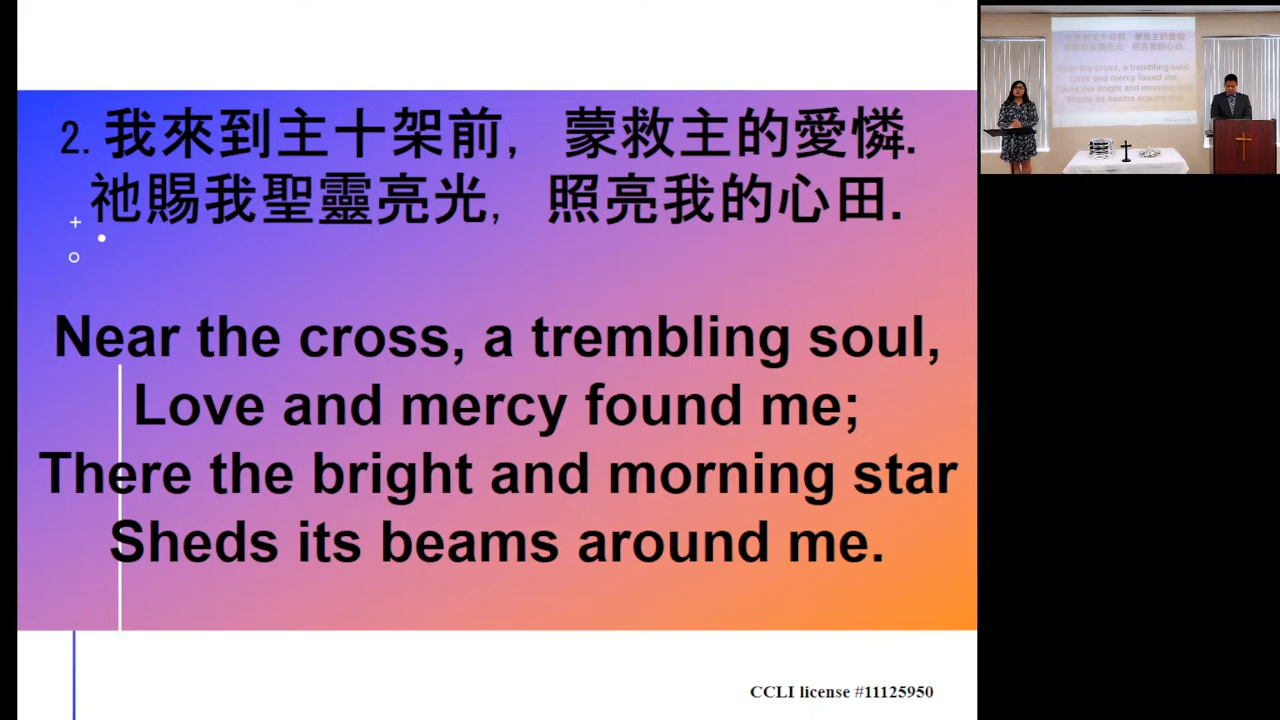 2. 我來到主十架前, 蒙救主的愛憐.
祂賜我聖靈亮光, 照亮我的心田.
Near the cross, a trembling soul,
Love and mercy found me;
There the bright and morning star
Sheds its beams around me.
CCLI license #11125950